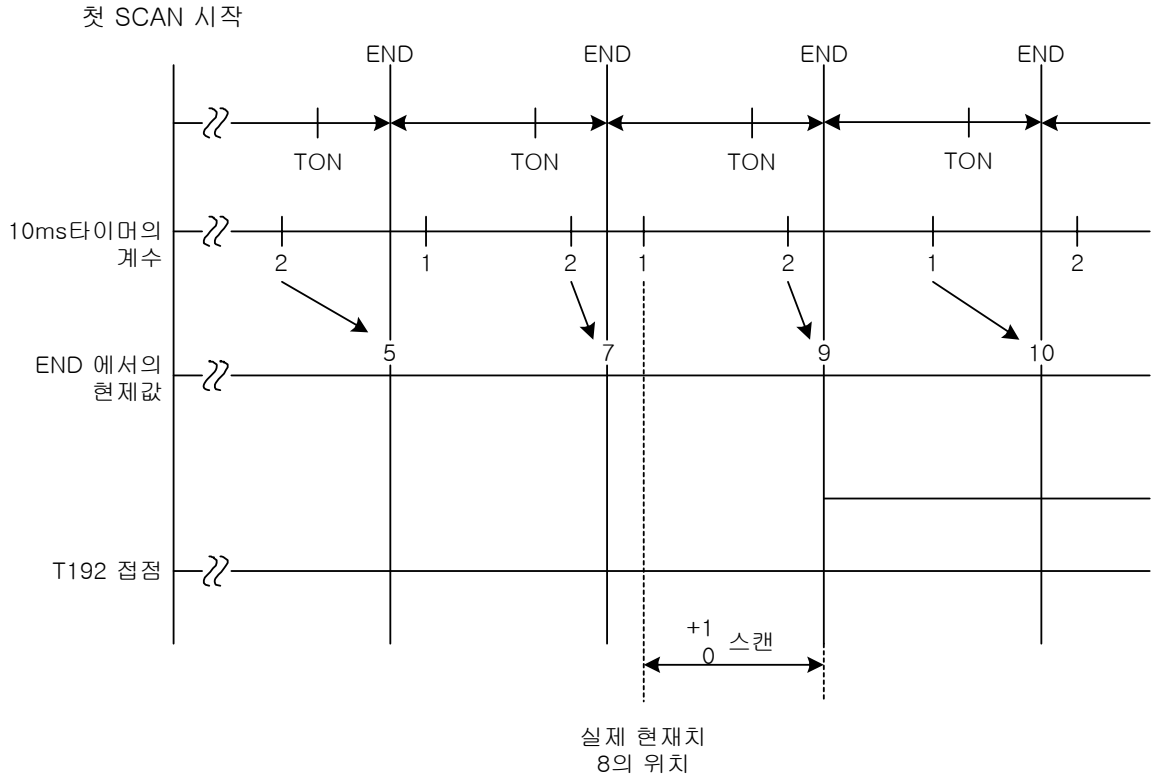 첫 SCAN 시작
END END END END
TON TON TON TON
10ms타이머의
계수
2 1 2 1 2 1 2
END 에서의
현제값
5 7 9 10
T192 접점
+1
0 스캔
실제 현재치
8의 위치